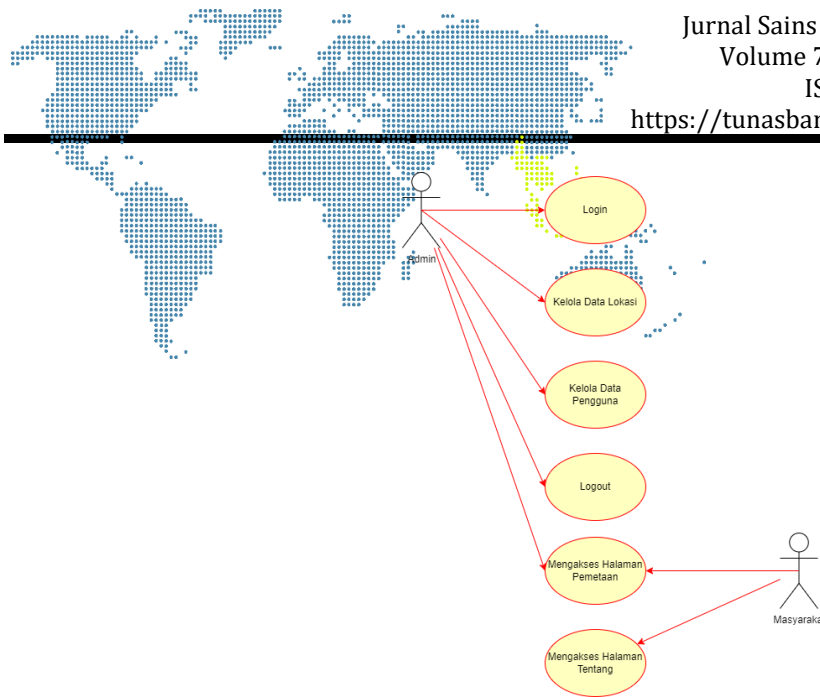 Jurnal Sains
Volume 7
IS
https://tunasban
Login
Admin
Kelola Data Lokasi
Kelola Data
Pengguna
Logout
Mengakses Halaman
Pemetaan
Masyaraka
Mengakses Halaman
Tentang